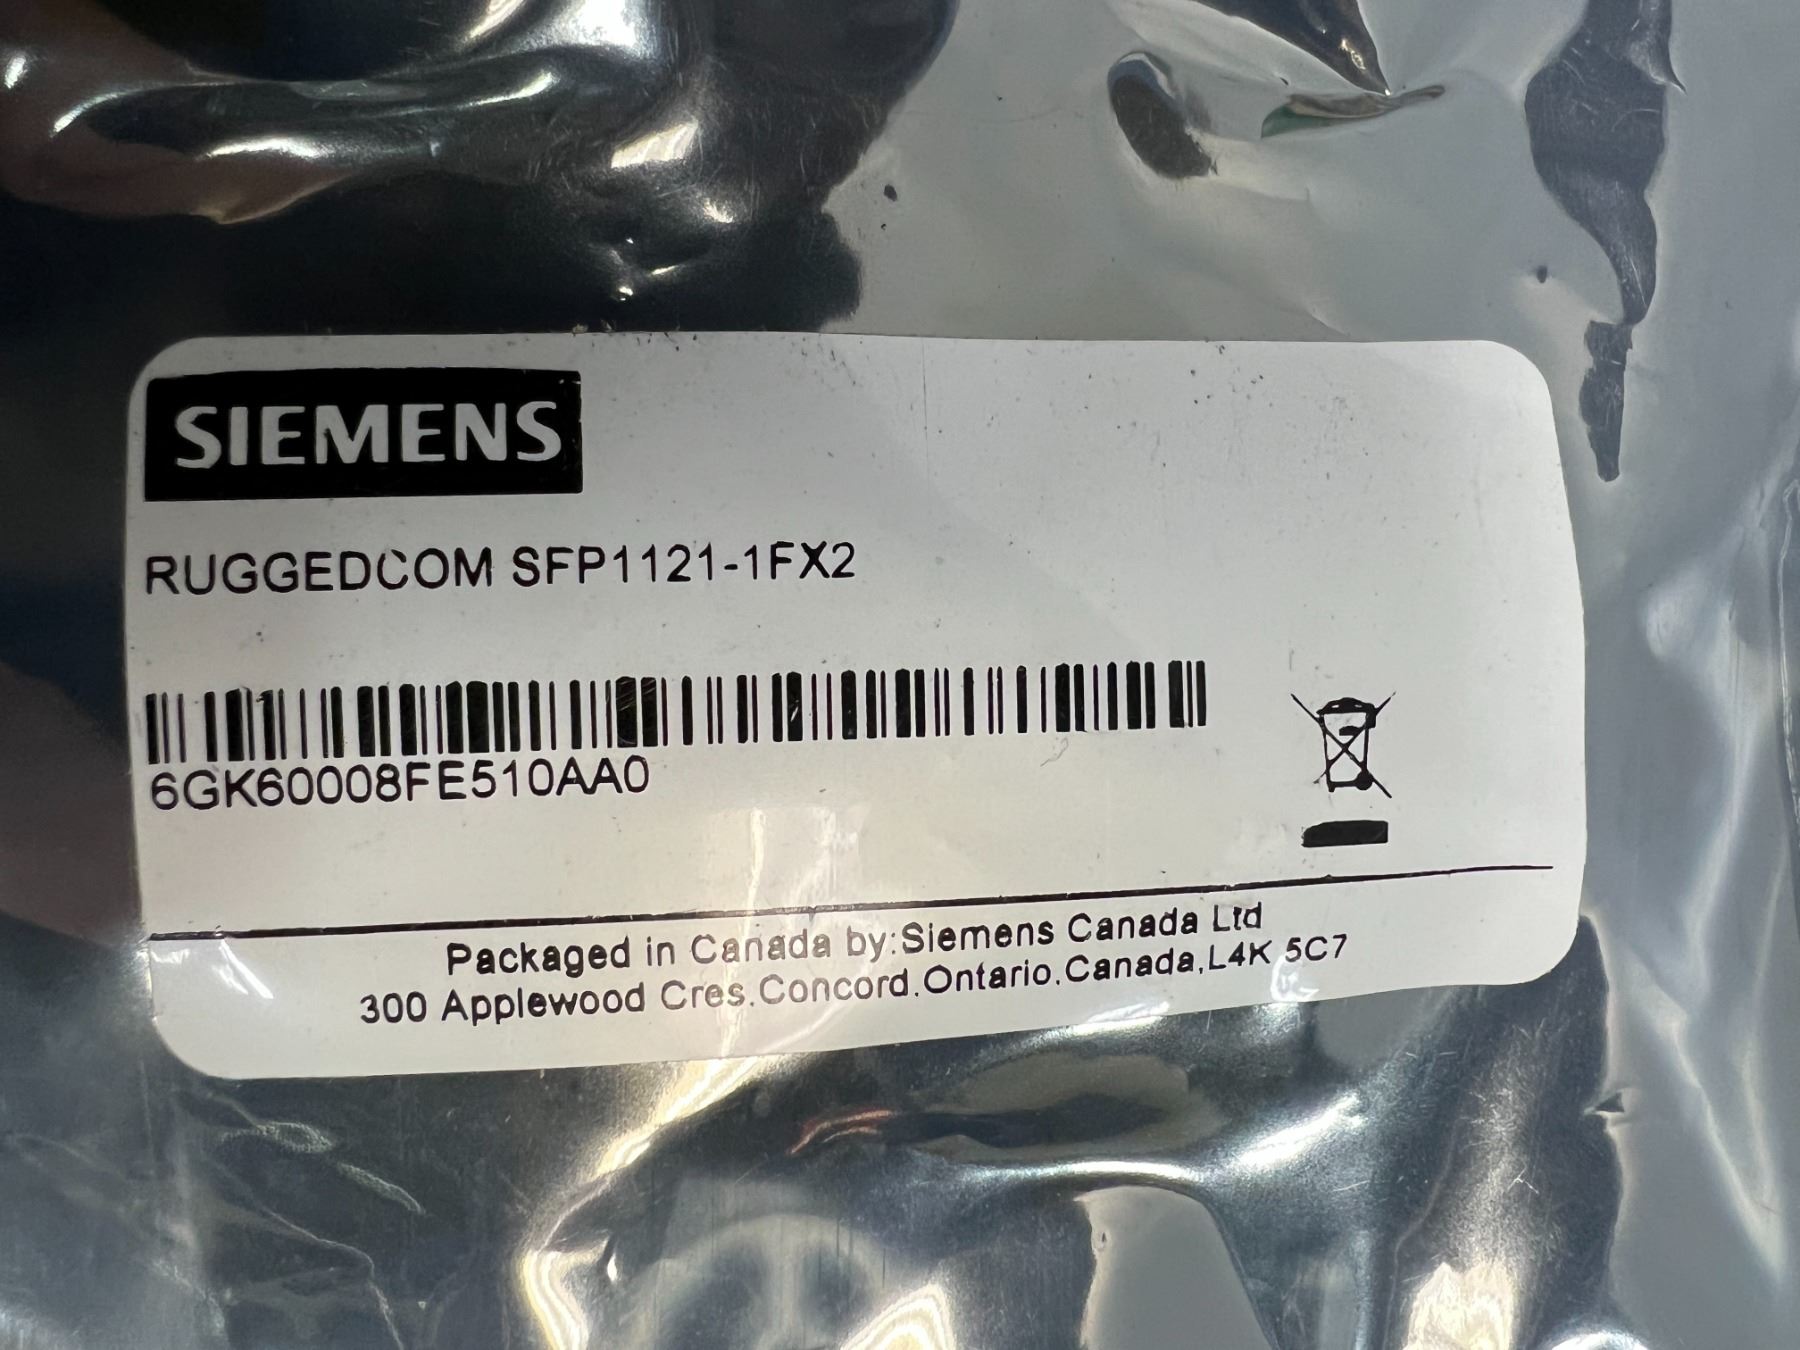 SIEMENS
RUGGEDCOM SFP1121-1FX2
6GK60008FE510AA0
Packaged in Canada by:Siemens Canada Ltd
300 Applewood Cres.Concord.Ontario.Canada,L4K 5C7